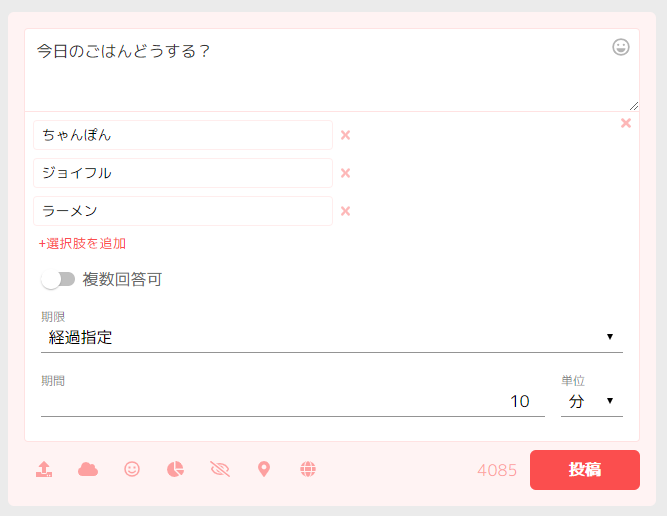 今日のごはんどうする？
ちゃんぽん
ジョイフル
ラーメン
+選択肢を追加
複数回答可
期限
経過指定
期間
単位
10
分
4085
投稿